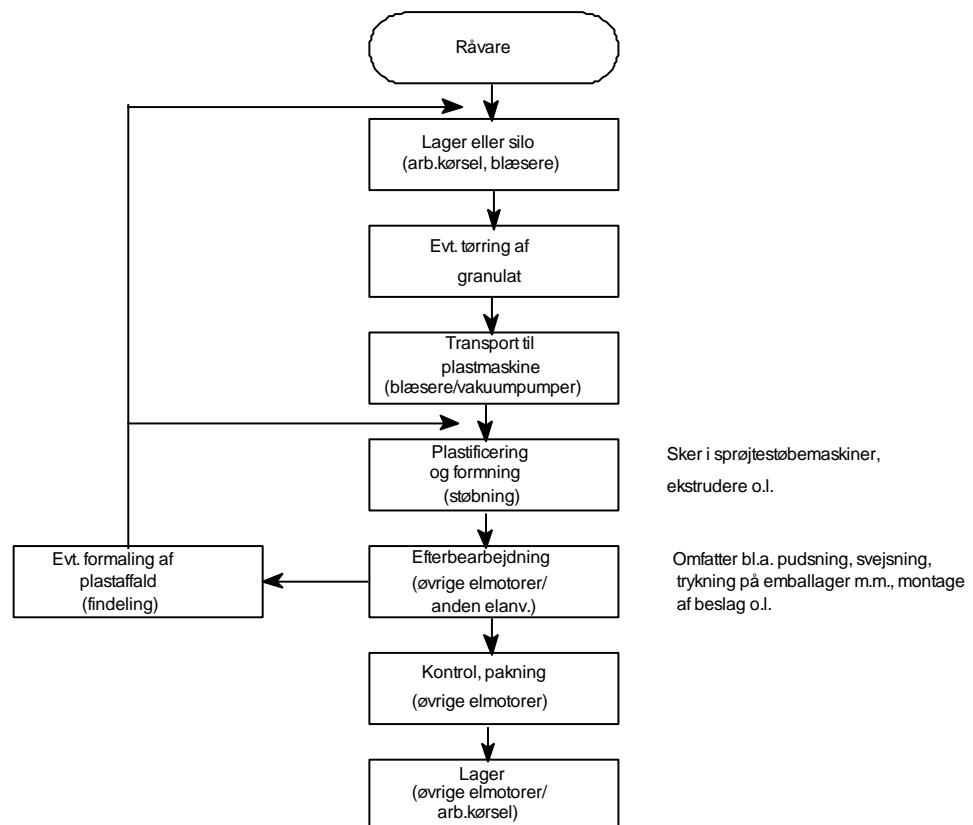 Råvare
Lager eller silo
(arb.kørsel, blæsere)
Evt. tørring af
granulat
Transport til
plastmaskine
(blæsere/vakuumpumper)
Plastificering
og formning
(støbning)
Sker i sprøjtestøbemaskiner,
ekstrudere o.l.
Evt. formaling af
plastaffald
(findeling)
Efterbearbejdning
(øvrige elmotorer/
anden elanv.)
Omfatter bl.a. pudsning, svejsning,
trykning på emballager m.m., montage
af beslag o.l.
Kontrol, pakning
(øvrige elmotorer)
Lager
(øvrige elmotorer/
arb.kørsel)